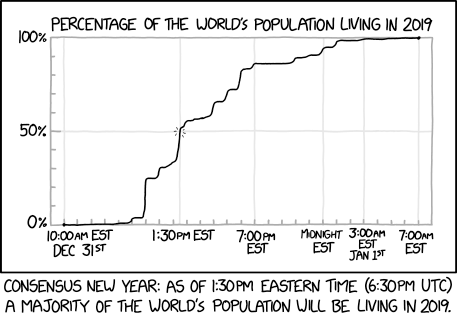 PERCENTAGE OF THE WORLD'S POPULATION LIVING IN 2019
100%
50%
0%
10:00AM EST
DEC 31ST
1:30PM EST
7:00PM
EST
MIDNIGHT
EST
3:00AM
EST
JAN 1ST
7:00AM
EST
CONSENSUS NEW YEAR: AS OF 1:30PM EASTERN TIME (6:30PM UTC)
A MAJORITY OF THE WORLD'S POPULATION WILL BE LIVING IN 2019.